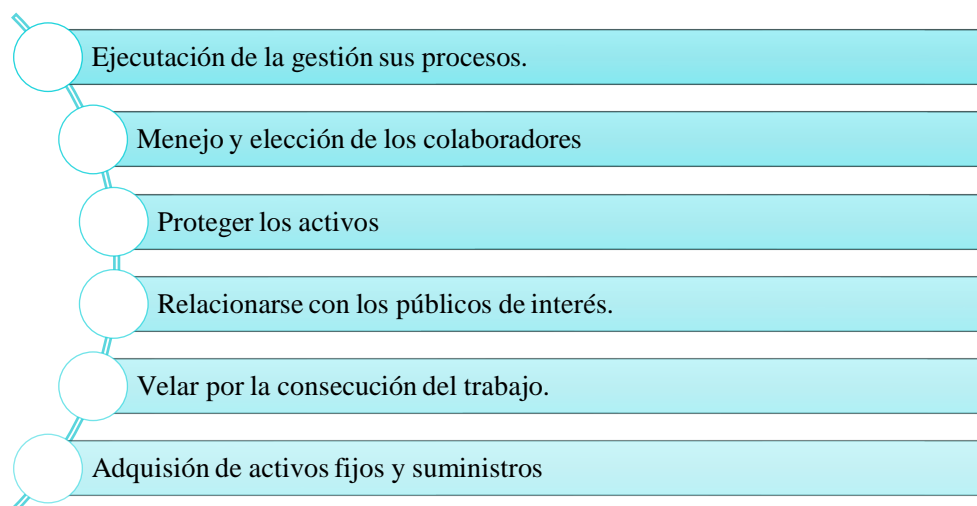 Ejecutación de la gestión sus procesos.
Menejo y elección de los colaboradores
Proteger los activos
Relacionarse con los públicos de interés.
Velar por la consecución del trabajo.
Adquisión de activos fijos y suministros